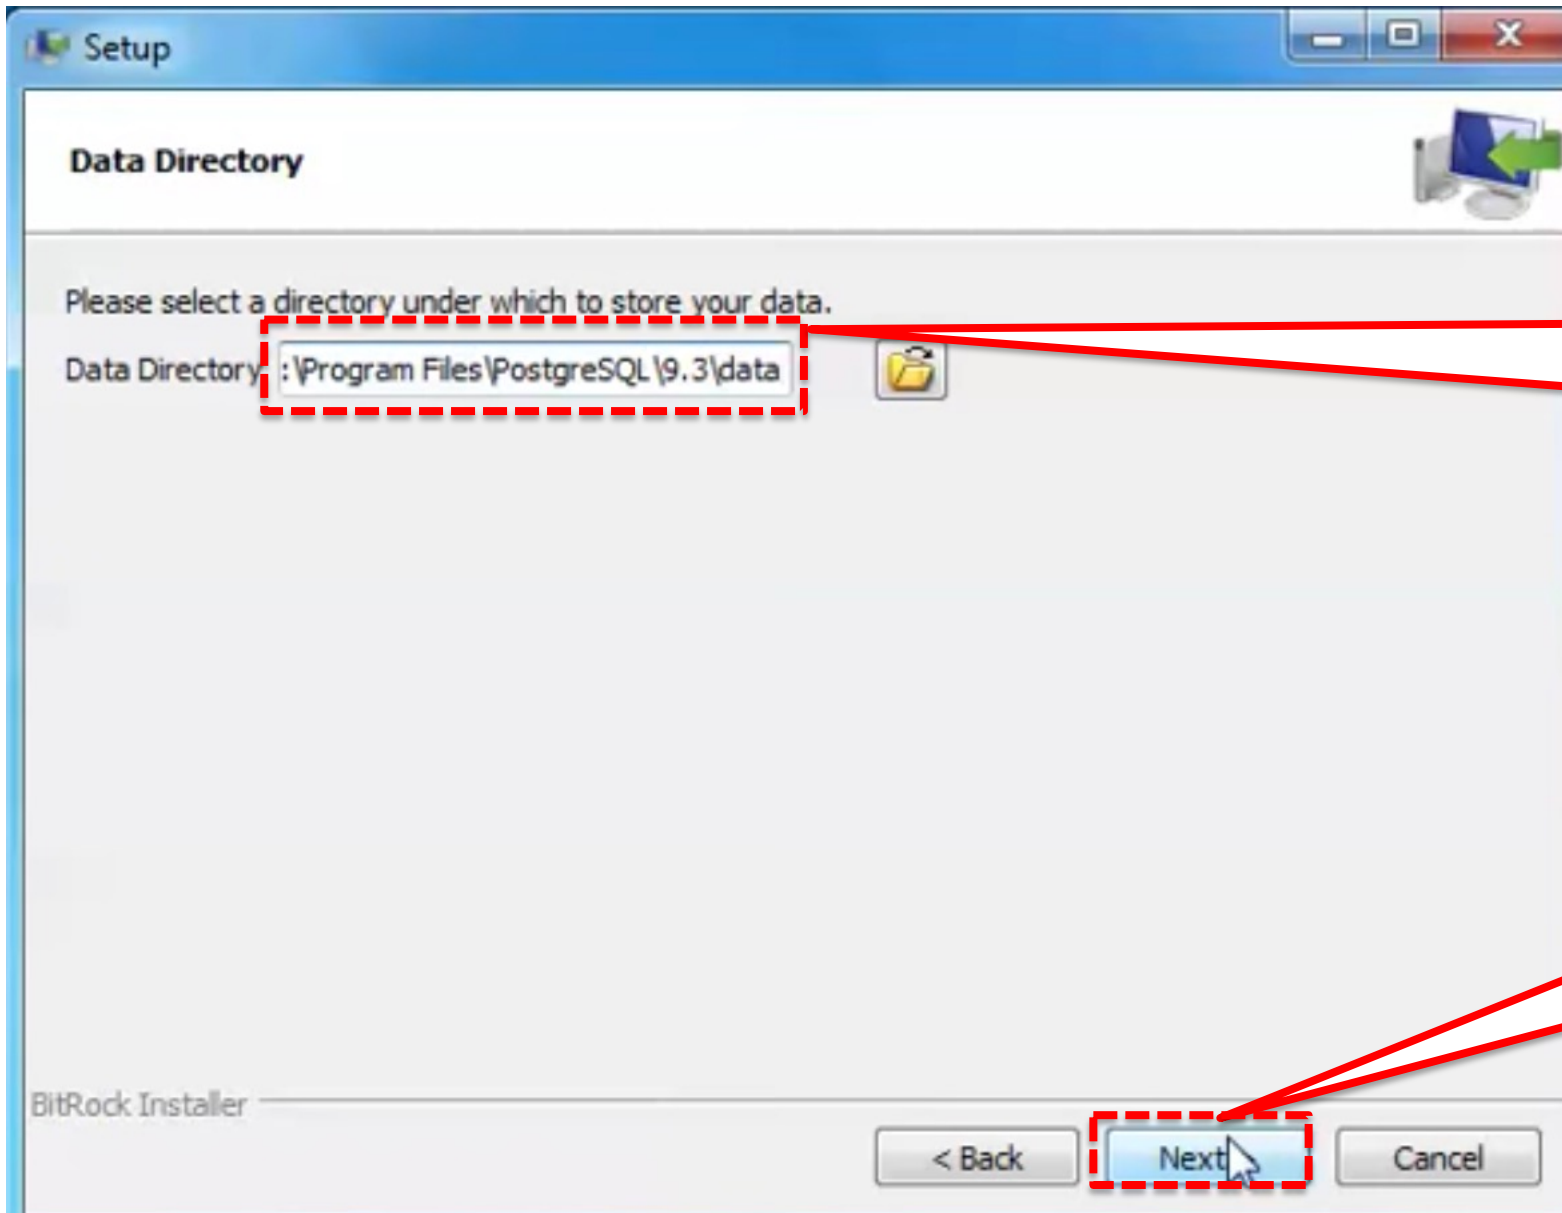 Setup
Data Directory
Please select a directory under which to store your data.
Data Directory :\Program Files\PostgreSQL\9.3\data
BitRock Installer
< Back Next Cancel